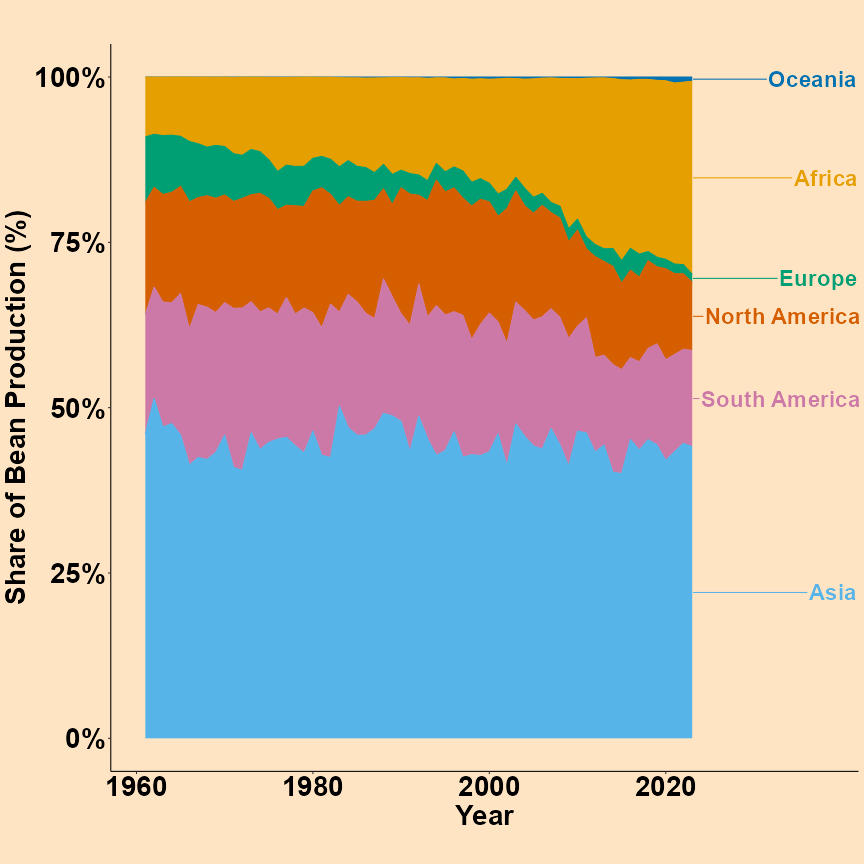 Share of Bean Production (%)
100%
75%
50%
25%
0%
Oceania
Africa
Europe
North America
South America
Asia
1960 1980 2000 2020
Year